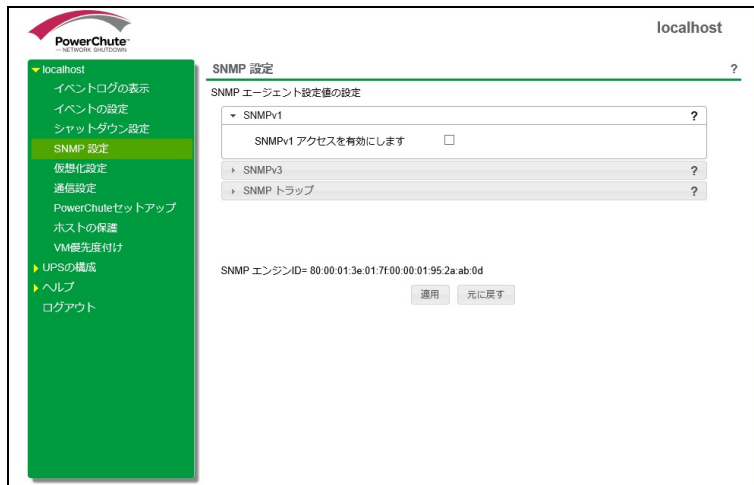 PowerChute™
NETWORK SHUTDOWN
localhost
localhost
イベントログの表示
イベントの設定
シャットダウン設定
SNMP 設定
仮想化設定
通信設定
PowerChuteセットアップ
ホストの保護
VM優先度付け
UPSの構成
ヘルプ
ログアウト
SNMP 設定 ?
SNMP エージェント設定値の設定
SNMPv1 ?
SNMPv1 アクセスを有効にします
SNMPv3 ?
SNMP トラップ ?
SNMP エンジンID= 80:00:01:3e:01:7f:00:00:01:95:2a:ab:0d
適用 元に戻す